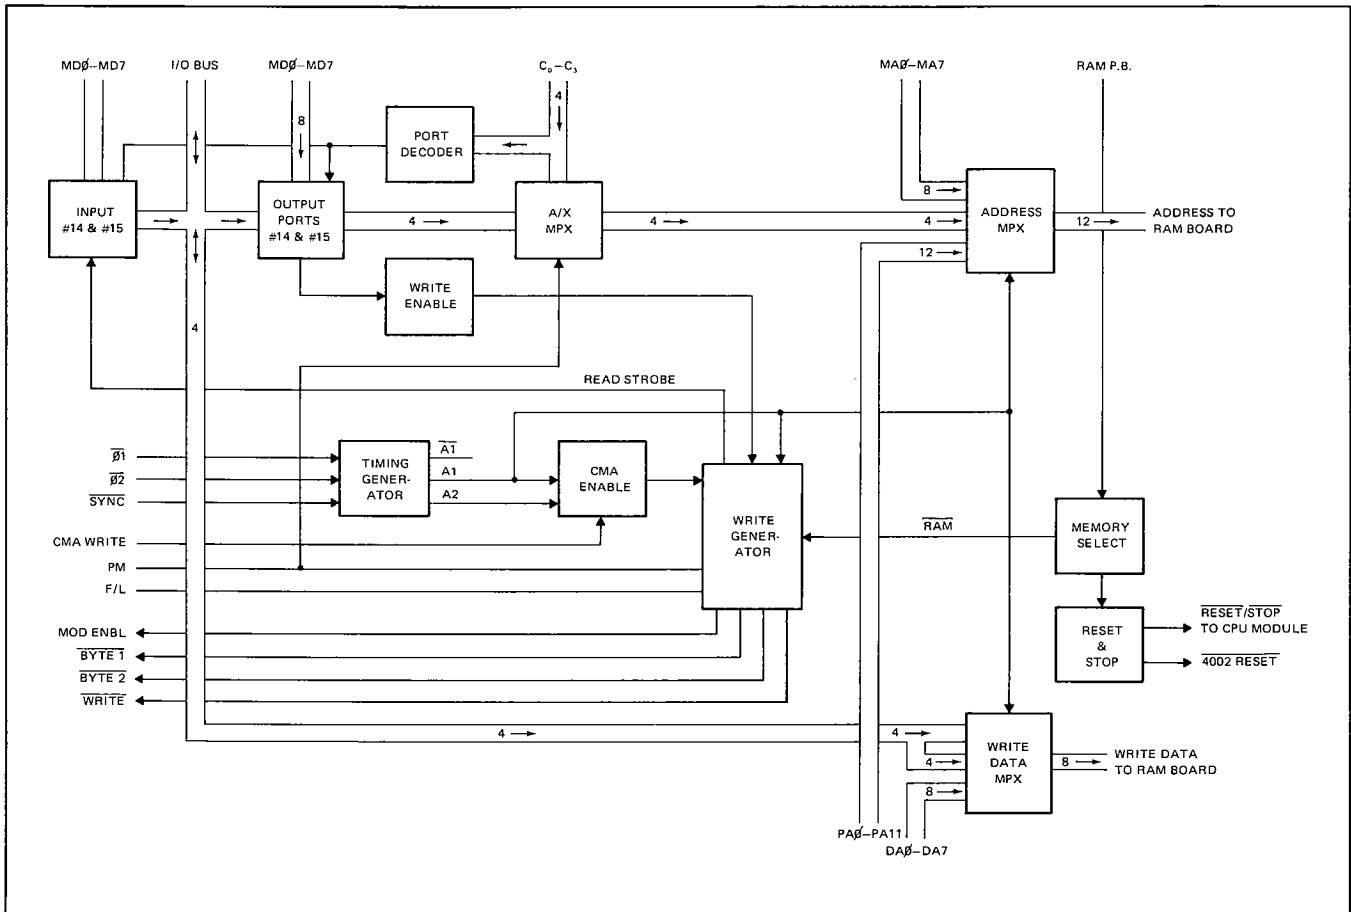 MDØ–MD7
I/O BUS
MDØ–MD7
C₀–C₃
MAØ–MA7
RAM P.B.
4
8
PORT
DECODER
INPUT
#14 & #15
OUTPUT
PORTS
#14 & #15
4
A/X
MPX
4
8
4
12
ADDRESS
MPX
12
ADDRESS TO
RAM BOARD
WRITE
ENABLE
4
READ STROBE
Ø1
Ø2
SYNC
TIMING
GENER-
ATOR
A1
A1
A2
CMA
ENABLE
CMA WRITE
PM
F/L
WRITE
GENER-
ATOR
RAM
MEMORY
SELECT
MOD ENBL
BYTE 1
BYTE 2
WRITE
RESET
&
STOP
RESET/STOP
TO CPU MODULE
4002 RESET
4
4
4
8
WRITE
DATA
MPX
8
WRITE DATA
TO RAM BOARD
PAØ–PA11
DAØ–DA7